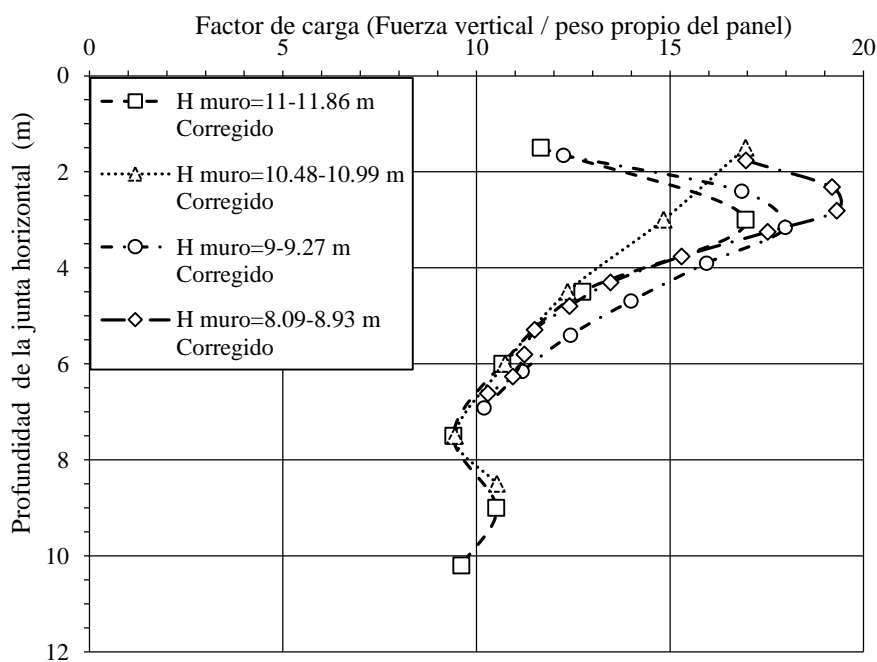 Factor de carga (Fuerza vertical / peso propio del panel)
0 5 10 15 20
0
2
4
6
8
10
12
Profundidad de la junta horizontal (m)
H muro=11-11.86 m
Corregido
H muro=10.48-10.99 m
Corregido
H muro=9-9.27 m
Corregido
H muro=8.09-8.93 m
Corregido